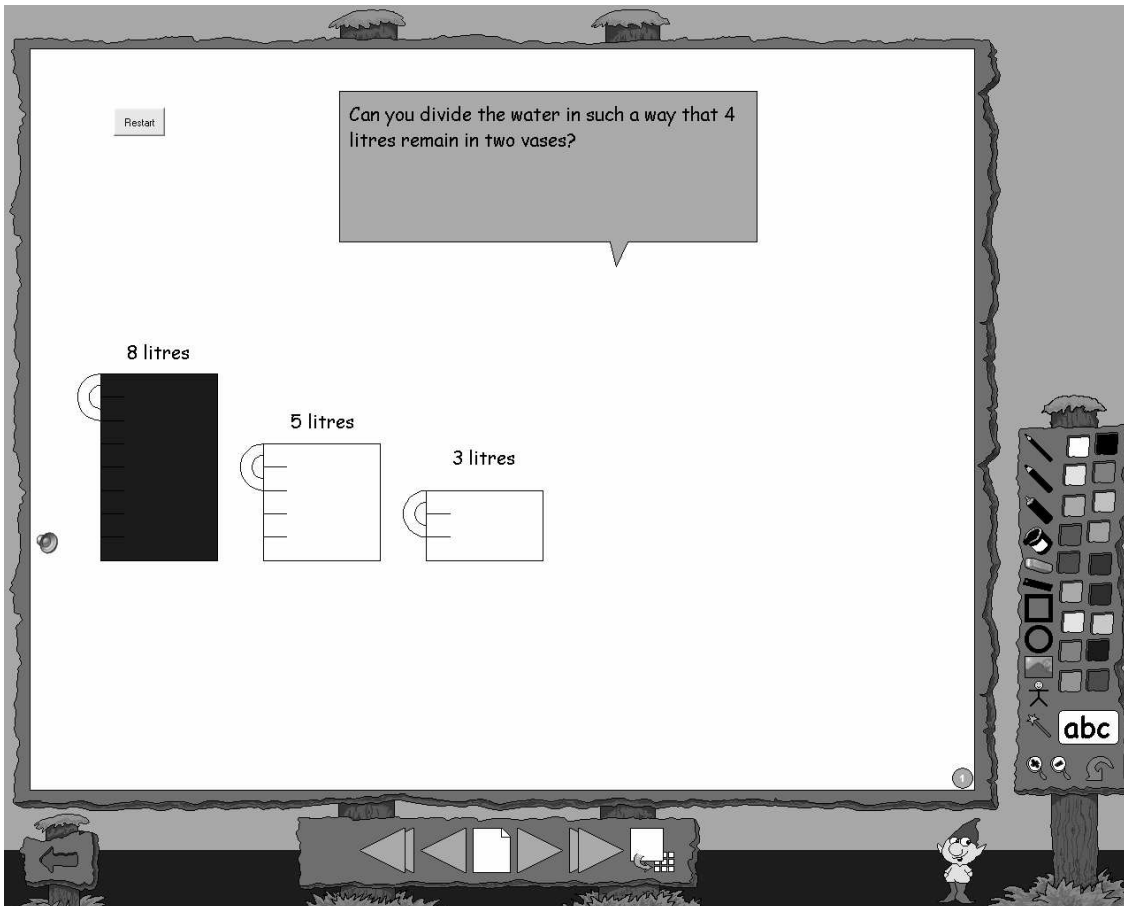 Restart
Can you divide the water in such a way that 4
litres remain in two vases?
8 litres
5 litres
3 litres
1
abc